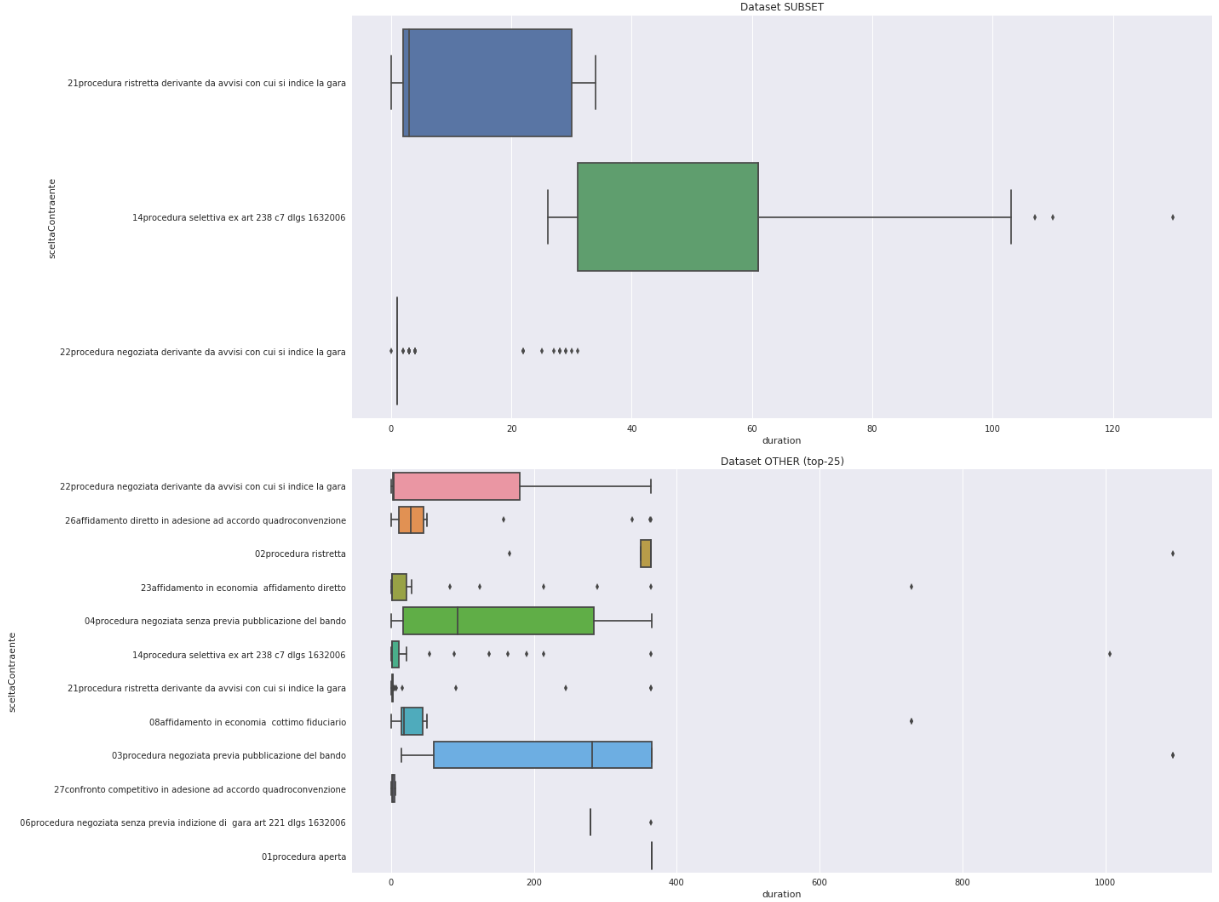 Dataset SUBSET
sceltaContraente
21procedura ristretta derivante da avvisi con cui si indice la gara
14procedura selettiva ex art 238 c7 dlgs 1632006
22procedura negoziata derivante da avvisi con cui si indice la gara
0 20 40 60 80 100 120
duration
Dataset OTHER (top-25)
sceltaContraente
22procedura negoziata derivante da avvisi con cui si indice la gara
26affidamento diretto in adesione ad accordo quadroconvenzione
02procedura ristretta
23affidamento in economia  affidamento diretto
04procedura negoziata senza previa pubblicazione del bando
14procedura selettiva ex art 238 c7 dlgs 1632006
21procedura ristretta derivante da avvisi con cui si indice la gara
08affidamento in economia  cottimo fiduciario
03procedura negoziata previa pubblicazione del bando
27confronto competitivo in adesione ad accordo quadroconvenzione
06procedura negoziata senza previa indizione di  gara art 221 dlgs 1632006
01procedura aperta
0 200 400 600 800 1000
duration